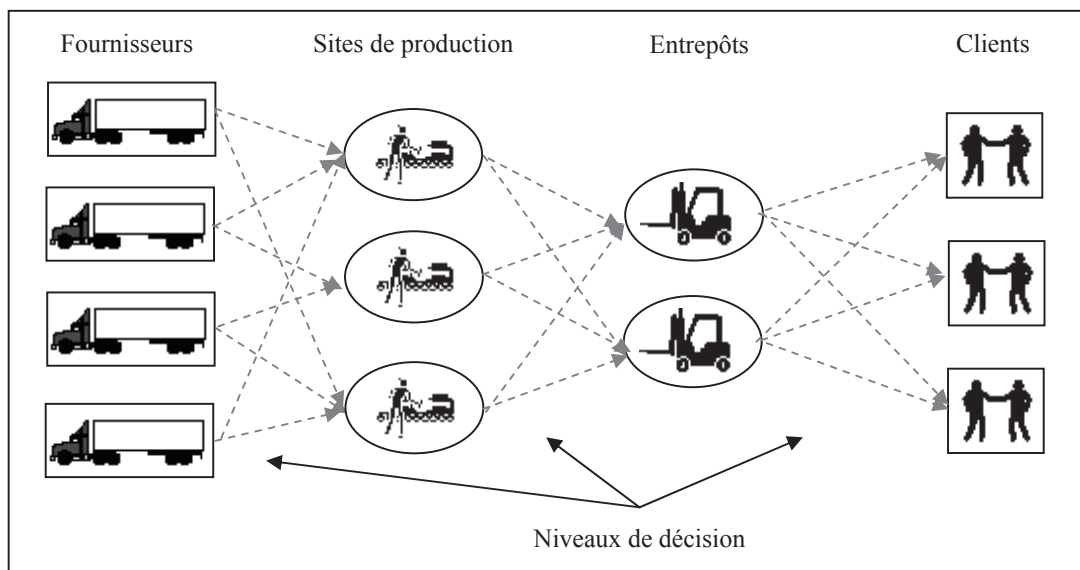 Fournisseurs
Sites de production
Entrepôts
Clients
Niveaux de décision